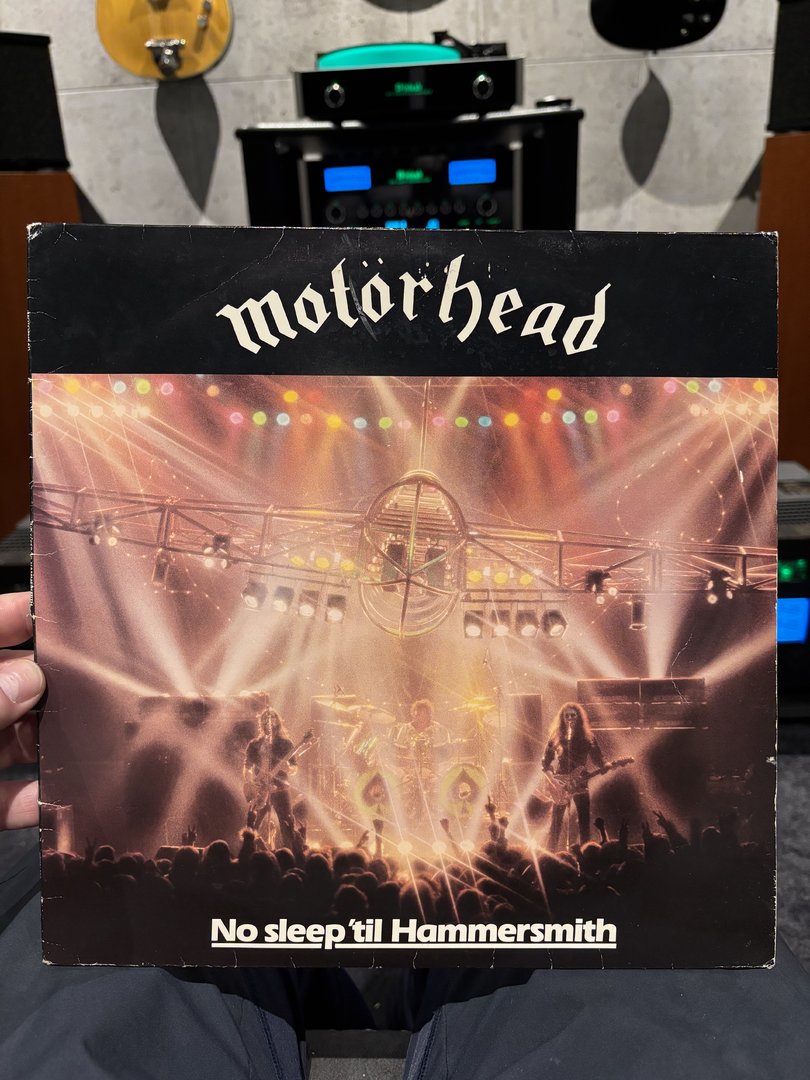 motörhead
No sleep 'til Hammersmith